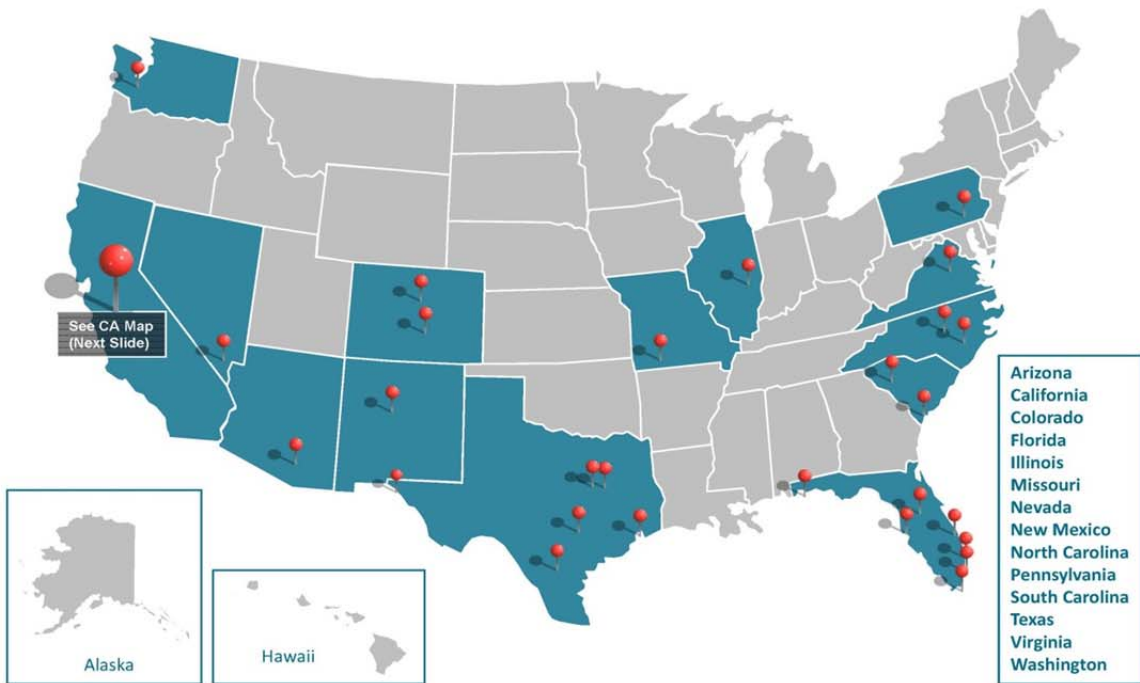 See CA Map
(Next Slide)
Alaska
Hawaii
Arizona
California
Colorado
Florida
Illinois
Missouri
Nevada
New Mexico
North Carolina
Pennsylvania
South Carolina
Texas
Virginia
Washington